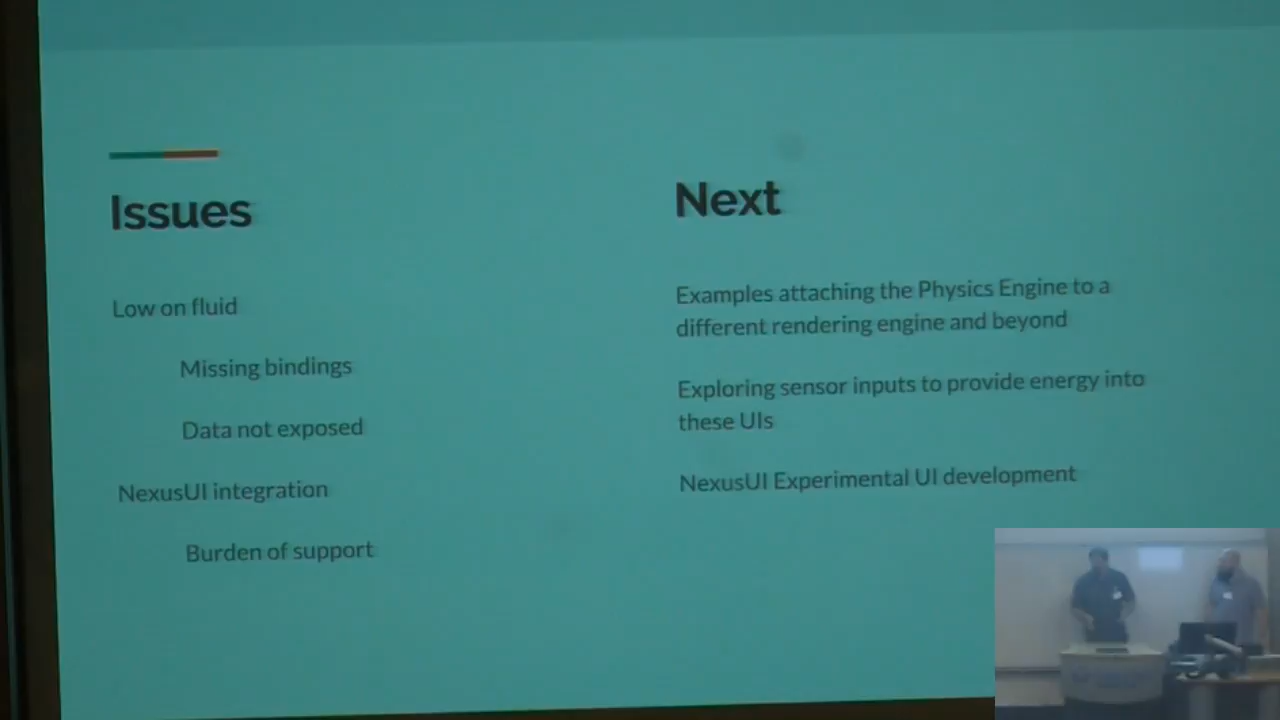 Issues
Low on fluid
Missing bindings
Data not exposed
NexusUI integration
Burden of support
Next
Examples attaching the Physics Engine to a
different rendering engine and beyond
Exploring sensor inputs to provide energy into
these UIs
NexusUI Experimental UI development